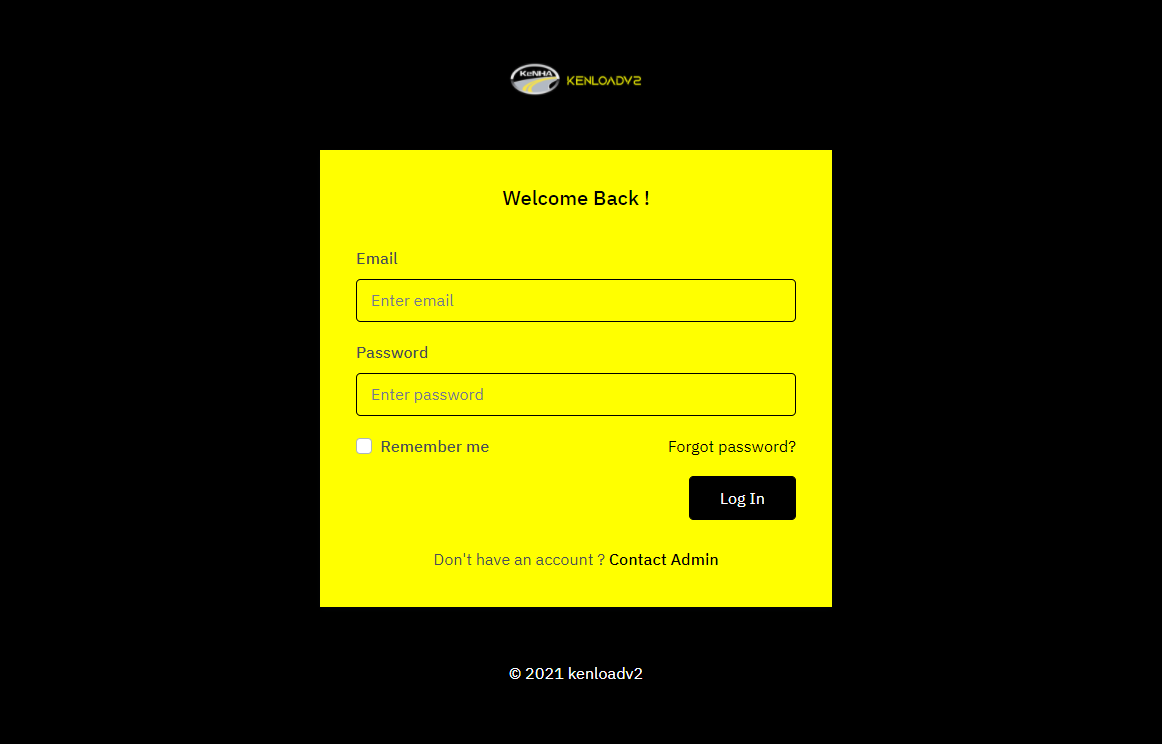 KeNHA KENLOADV2
Welcome Back !
Email
Enter email
Password
Enter password
Remember me Forgot password?
Log In
Don't have an account ? Contact Admin
© 2021 kenloadv2